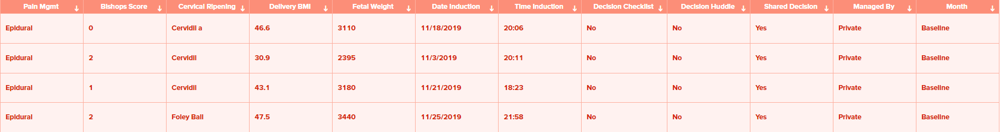 Pain Mgmt ↓ Bishops Score ↓ Cervical Ripening ↓ Delivery BMI ↓ Fetal Weight ↓ Date Induction ↓ Time Induction ↓ Decision Checklist ↓ Decision Huddle ↓ Shared Decision ↓ Managed By ↓ Month ↓
Epidural 0 Cervidil a 46.6 3110 11/18/2019 20:06 No No Yes Private Baseline
Epidural 2 Cervidil 30.9 2395 11/3/2019 20:11 No No Yes Private Baseline
Epidural 1 Cervidil 43.1 3180 11/21/2019 18:23 No No Yes Private Baseline
Epidural 2 Foley Ball 47.5 3440 11/25/2019 21:58 No No Yes Private Baseline